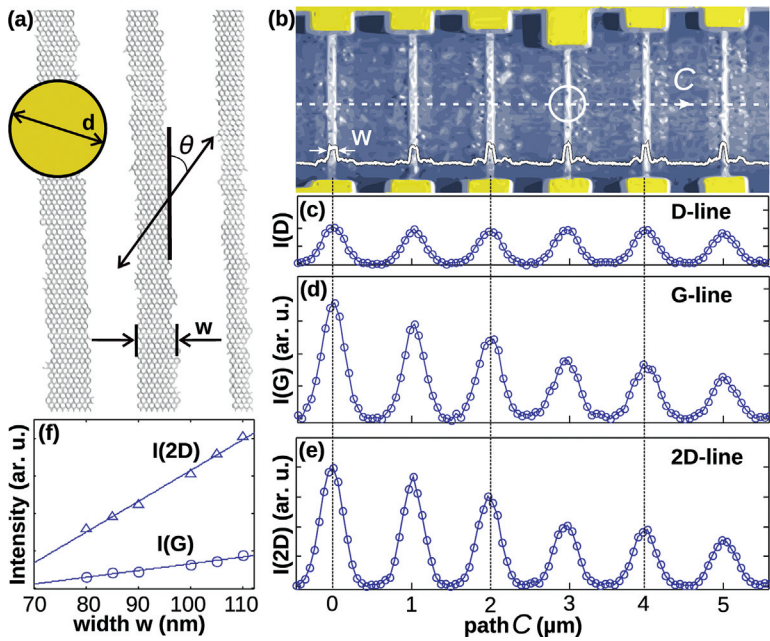 (a)
d
θ
w
(b)
C
w
(c)
D-line
I(D)
(d)
G-line
I(G) (ar. u.)
(e)
2D-line
I(2D) (ar. u.)
0 1 2 3 4 5
path C (μm)
(f)
I(2D)
I(G)
Intensity (ar. u.)
70 80 90 100 110
width w (nm)